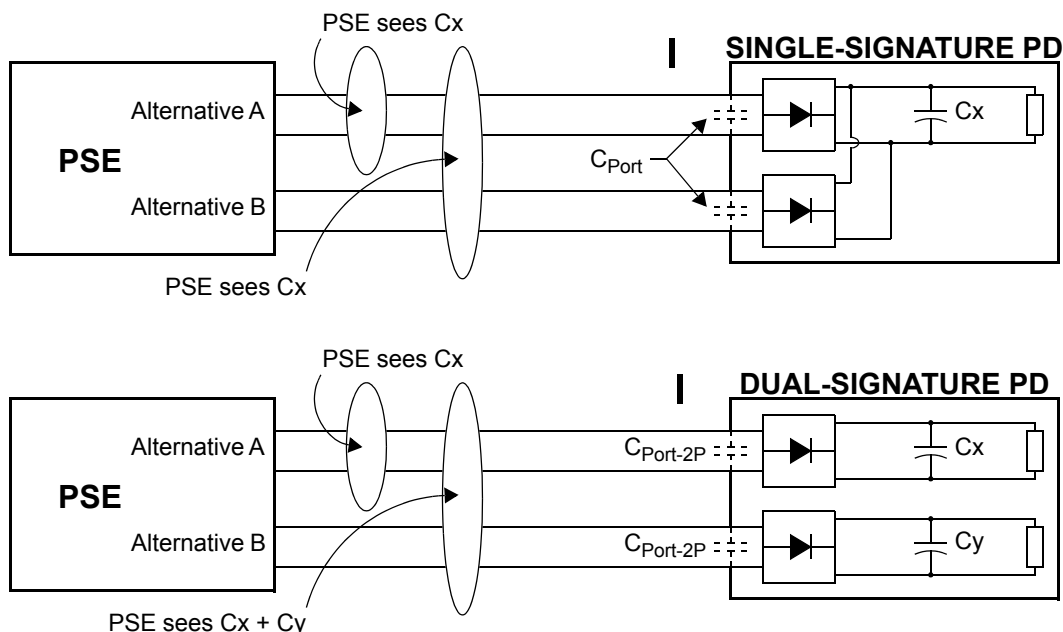 PSE sees Cx
I
SINGLE-SIGNATURE PD
Alternative A
Cx
PSE
CPort
Alternative B
PSE sees Cx
PSE sees Cx
I
DUAL-SIGNATURE PD
Alternative A
CPort-2P
Cx
PSE
Alternative B
CPort-2P
Cy
PSE sees Cx + Cy